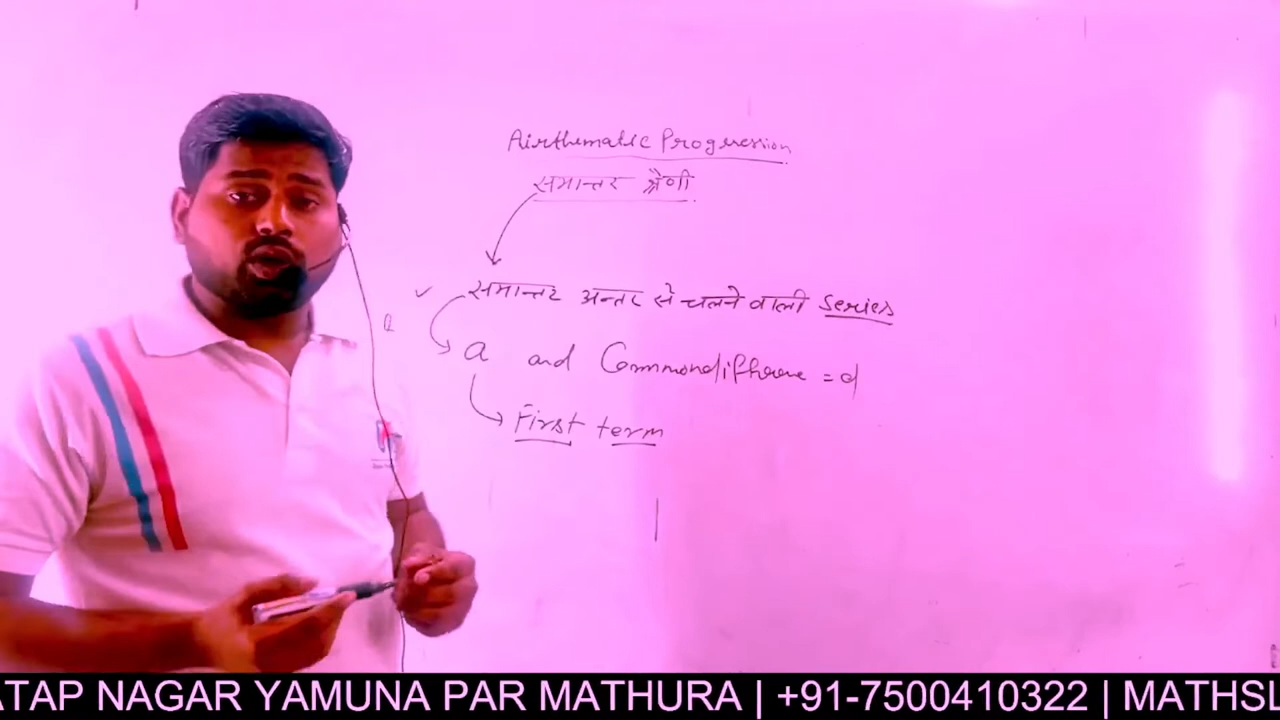 Airthematic Progression
समान्तर श्रेणी
समान्तर अन्तर से चलने वाली series
a and Commondifference = d
First term
ATAP NAGAR YAMUNA PAR MATHURA | +91-7500410322 | MATHSL